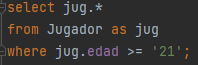 select jug.*
from Jugador as jug
where jug.edad >= '21';